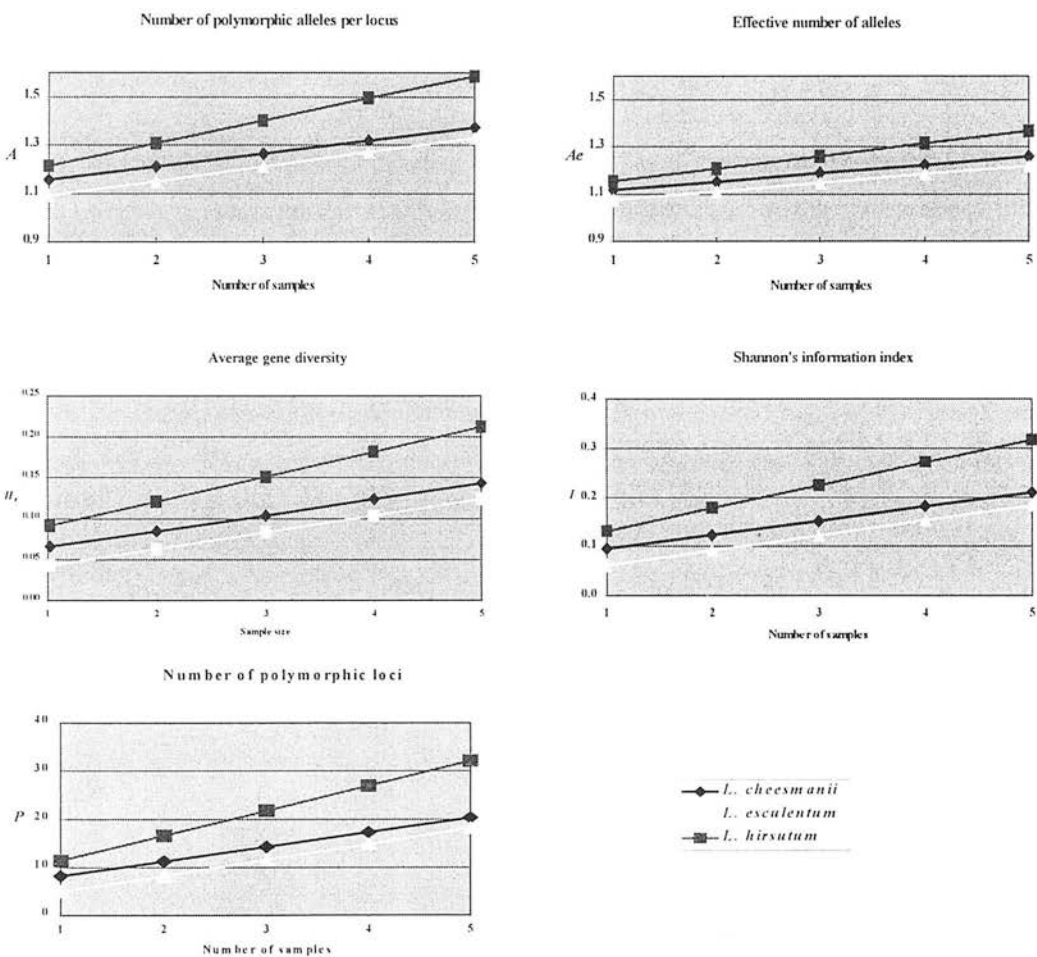 Number of polymorphic alleles per locus
1.5
1.3
A
1.1
0.9
1 2 3 4 5
Number of samples
Effective number of alleles
1.5
1.3
Ae
1.1
0.9
1 2 3 4 5
Number of samples
Average gene diversity
0.25
0.20
0.15
0.10
0.05
0.00
1 2 3 4 5
Sample size
Shannon's information index
0.4
0.3
0.2
I
0.1
0.0
1 2 3 4 5
Number of samples
Number of polymorphic loci
40
30
20
P
10
0
1 2 3 4 5
Number of samples
L. cheesmanii
L. esculentum
L. hirsutum